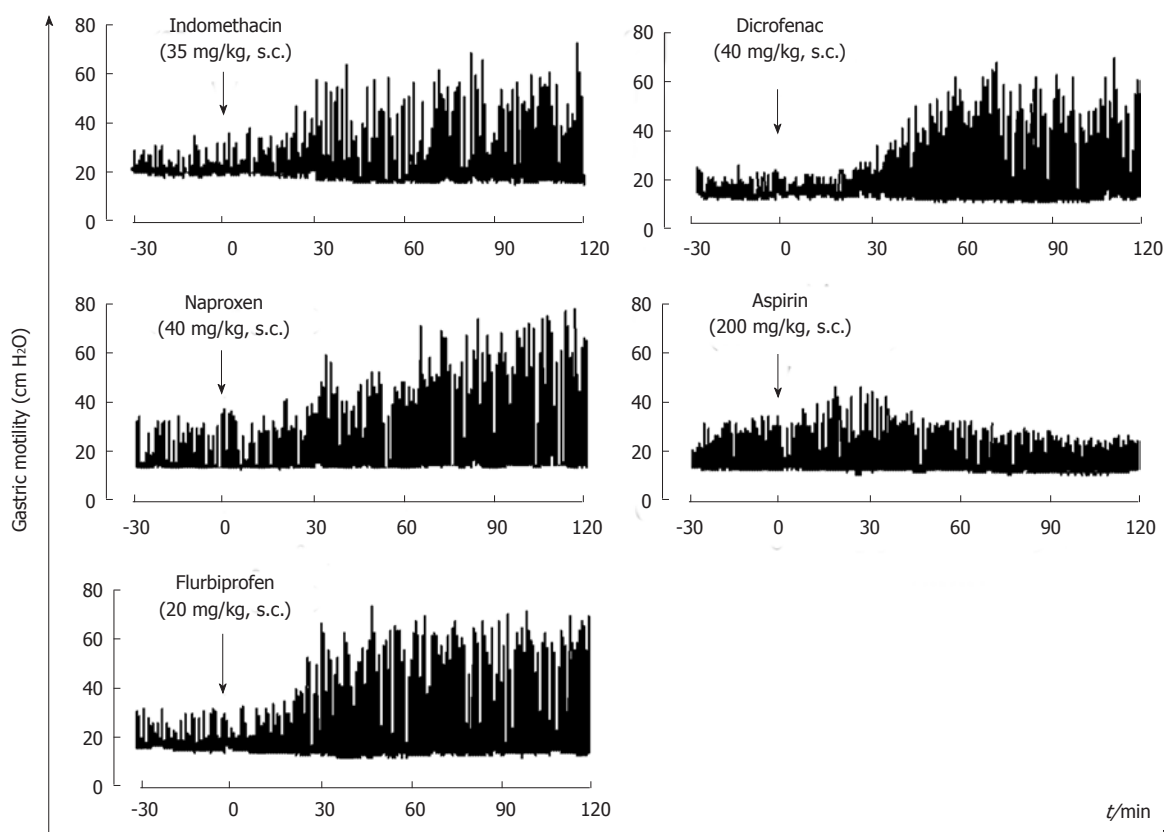 Gastric motility (cm H₂O)
Indomethacin
(35 mg/kg, s.c.)
80
60
40
20
0
-30 0 30 60 90 120
Dicrofenac
(40 mg/kg, s.c.)
80
60
40
20
0
-30 0 30 60 90 120
Naproxen
(40 mg/kg, s.c.)
80
60
40
20
0
-30 0 30 60 90 120
Aspirin
(200 mg/kg, s.c.)
80
60
40
20
0
-30 0 30 60 90 120
Flurbiprofen
(20 mg/kg, s.c.)
80
60
40
20
0
-30 0 30 60 90 120
t/min